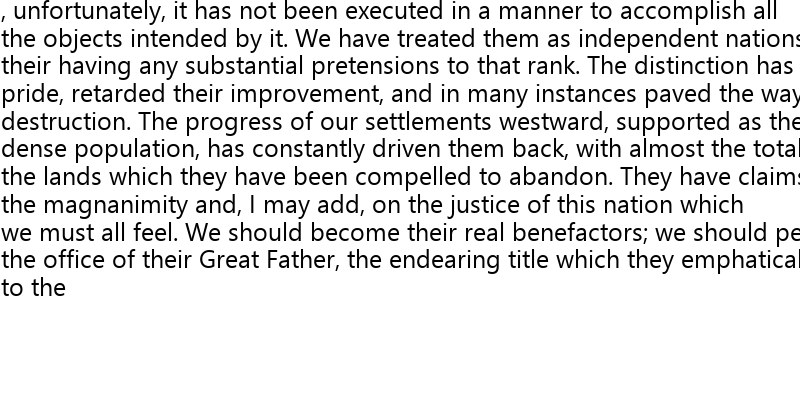 , unfortunately, it has not been executed in a manner to accomplish all
the objects intended by it. We have treated them as independent nations
their having any substantial pretensions to that rank. The distinction has
pride, retarded their improvement, and in many instances paved the way
destruction. The progress of our settlements westward, supported as the
dense population, has constantly driven them back, with almost the total
the lands which they have been compelled to abandon. They have claims
the magnanimity and, I may add, on the justice of this nation which
we must all feel. We should become their real benefactors; we should pe
the office of their Great Father, the endearing title which they emphatical
to the